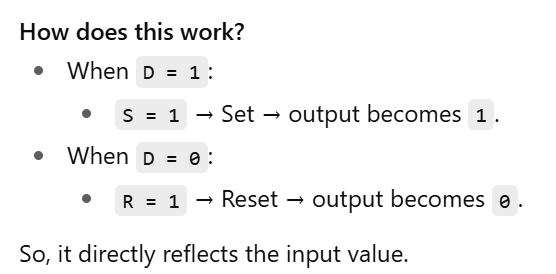 How does this work?
• When D = 1:
• S = 1 → Set → output becomes 1.
• When D = 0:
• R = 1 → Reset → output becomes 0.
So, it directly reflects the input value.